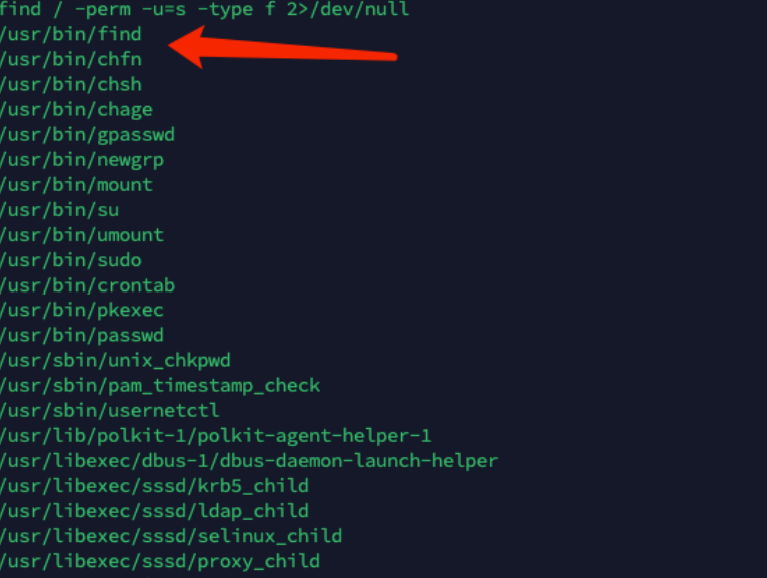 find / -perm -u=s -type f 2>/dev/null
/usr/bin/find
/usr/bin/chfn
/usr/bin/chsh
/usr/bin/chage
/usr/bin/gpasswd
/usr/bin/newgrp
/usr/bin/mount
/usr/bin/su
/usr/bin/umount
/usr/bin/sudo
/usr/bin/crontab
/usr/bin/pkexec
/usr/bin/passwd
/usr/sbin/unix_chkpwd
/usr/sbin/pam_timestamp_check
/usr/sbin/usernetctl
/usr/lib/polkit-1/polkit-agent-helper-1
/usr/libexec/dbus-1/dbus-daemon-launch-helper
/usr/libexec/sssd/krb5_child
/usr/libexec/sssd/ldap_child
/usr/libexec/sssd/selinux_child
/usr/libexec/sssd/proxy_child